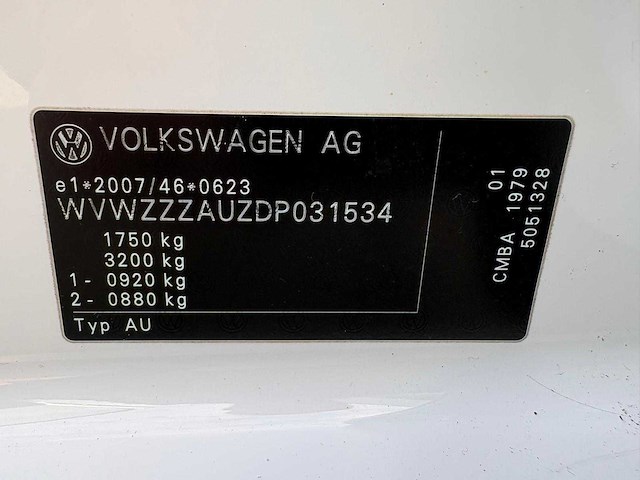 VOLKSWAGEN AG
e1*2007/46*0623
WVWZZZAUZDP031534
1750 kg
3200 kg
1- 0920 kg
2- 0880 kg
Typ AU
01
CMBA 1979
5051328